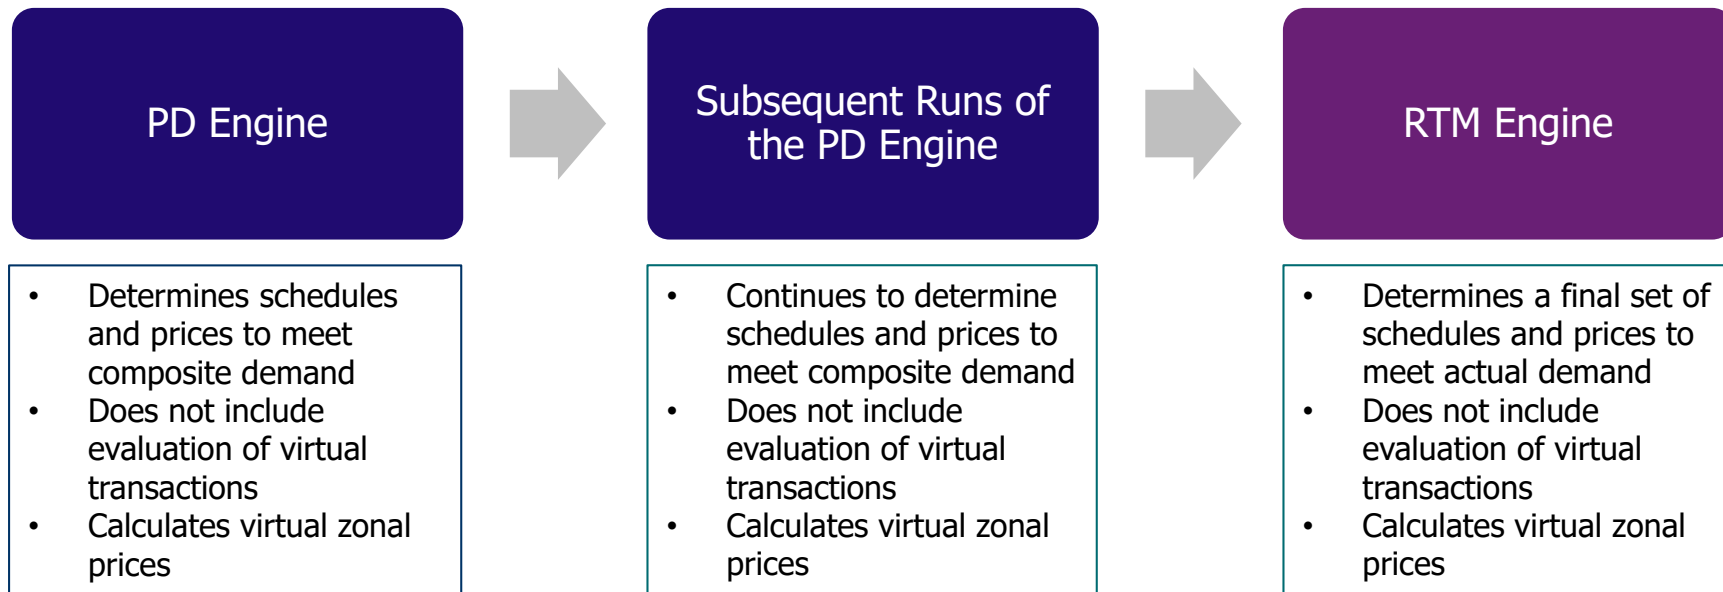 PD Engine
Subsequent Runs of
the PD Engine
RTM Engine
• Determines schedules
and prices to meet
composite demand
• Does not include
evaluation of virtual
transactions
• Calculates virtual zonal
prices
• Continues to determine
schedules and prices to
meet composite demand
• Does not include
evaluation of virtual
transactions
• Calculates virtual zonal
prices
• Determines a final set of
schedules and prices to
meet actual demand
• Does not include
evaluation of virtual
transactions
• Calculates virtual zonal
prices